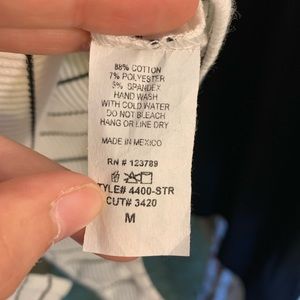 88% COTTON
7% POLYESTER
5% SPANDEX
HAND WASH
WITH COLD WATER
DO NOT BLEACH
HANG OR LINE DRY
MADE IN MEXICO
RN # 123789
TYLE# 4400-STR
CUT# 3420
M